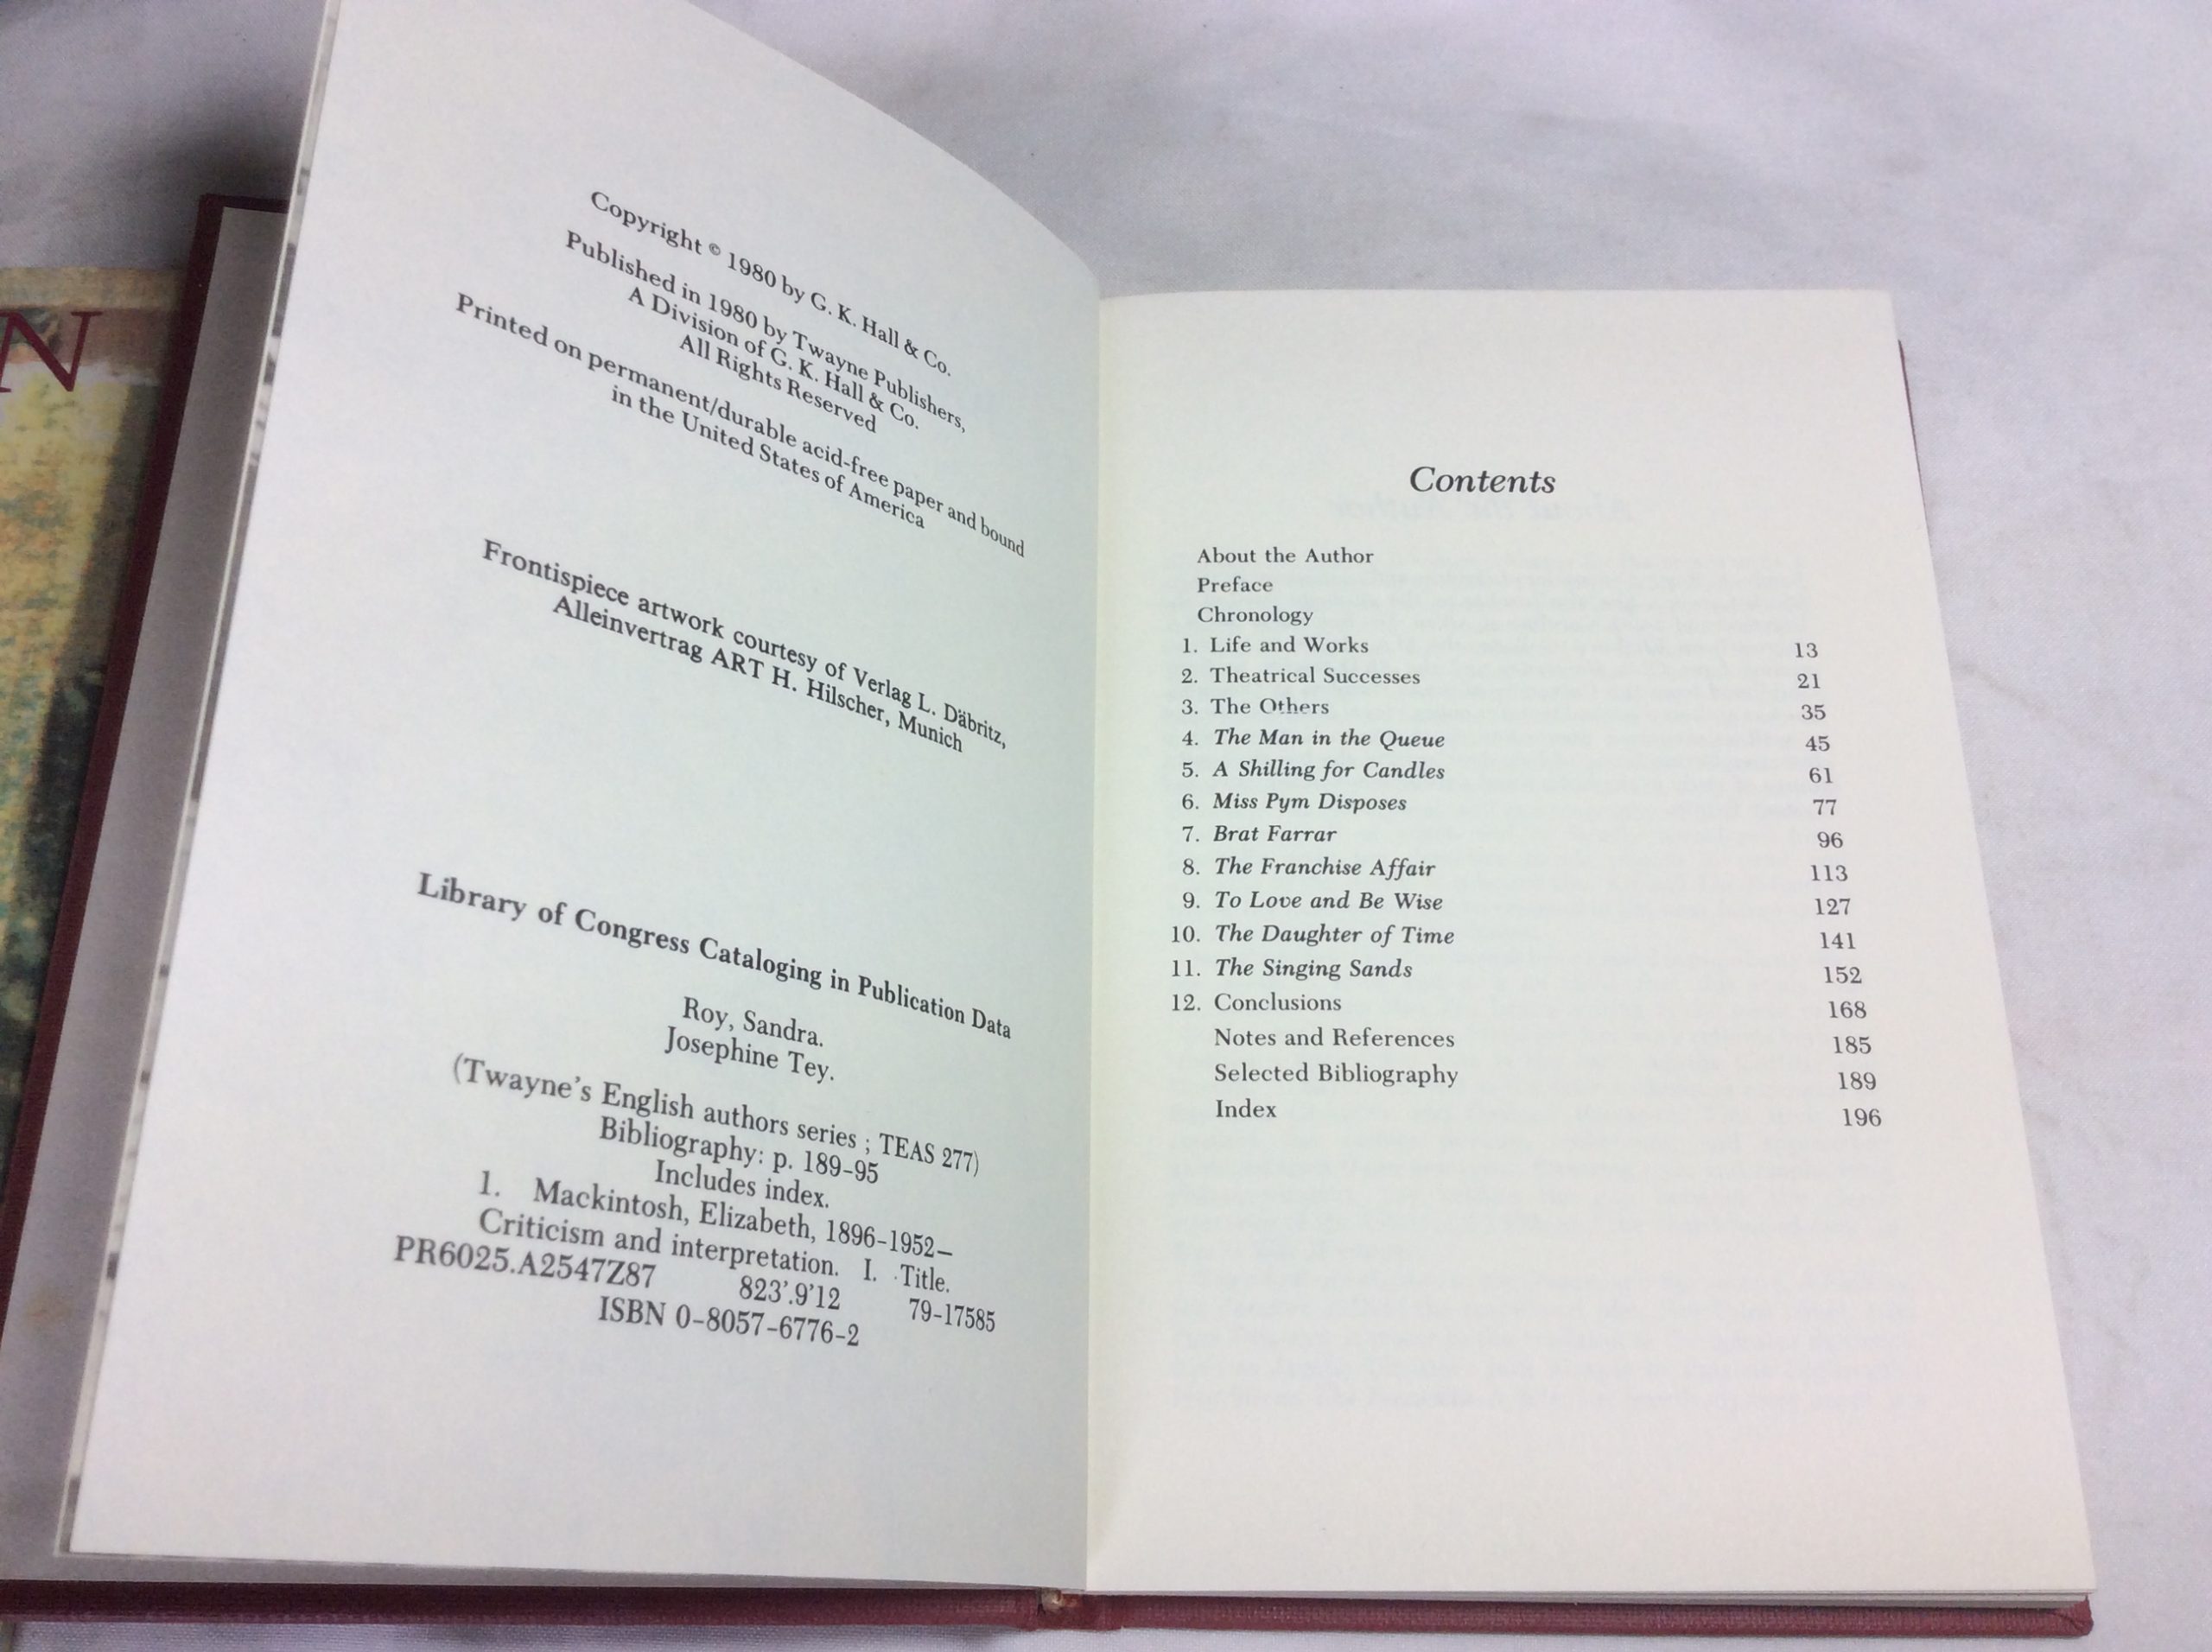 N
Copyright © 1980 by G. K. Hall & Co.
Published in 1980 by Twayne Publishers,
A Division of G. K. Hall & Co.
All Rights Reserved
Printed on permanent/durable acid-free paper and bound
in the United States of America
Frontispiece artwork courtesy of Verlag L. Däbritz,
Alleinvertrag ART H. Hilscher, Munich
Library of Congress Cataloging in Publication Data
Roy, Sandra.
Josephine Tey.
(Twayne's English authors series ; TEAS 277)
Bibliography: p. 189–95
Includes index.
1. Mackintosh, Elizabeth, 1896–1952—
Criticism and interpretation. I. Title.
PR6025.A2547Z87 823'.9'12 79–17585
ISBN 0–8057–6776–2
Contents
About the Author
Preface
Chronology
1. Life and Works 13
2. Theatrical Successes 21
3. The Others 35
4. The Man in the Queue 45
5. A Shilling for Candles 61
6. Miss Pym Disposes 77
7. Brat Farrar 96
8. The Franchise Affair 113
9. To Love and Be Wise 127
10. The Daughter of Time 141
11. The Singing Sands 152
12. Conclusions 168
Notes and References 185
Selected Bibliography 189
Index 196